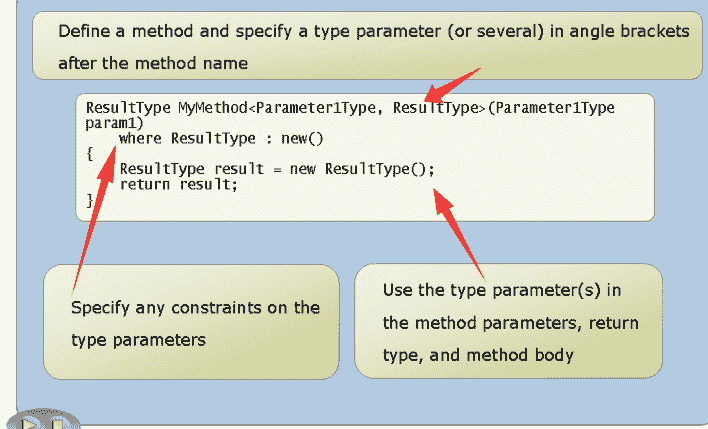 Define a method and specify a type parameter (or several) in angle brackets
after the method name
ResultType MyMethod<Parameter1Type, ResultType>(Parameter1Type
param1)
where ResultType : new()
{
ResultType result = new ResultType();
return result;
}
Specify any constraints on the
type parameters
Use the type parameter(s) in
the method parameters, return
type, and method body